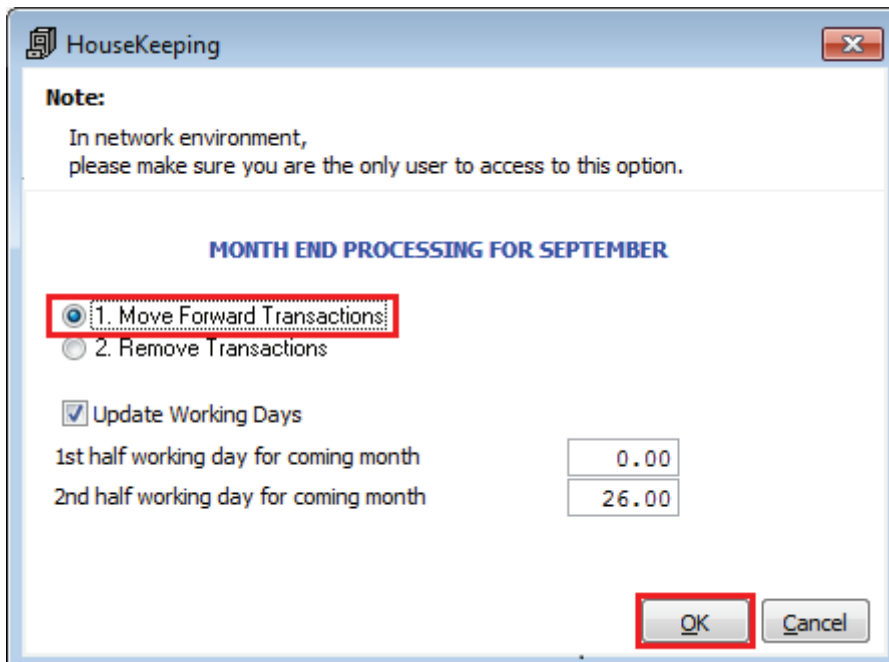 HouseKeeping
Note:
In network environment,
please make sure you are the only user to access to this option.
MONTH END PROCESSING FOR SEPTEMBER
1. Move Forward Transactions
2. Remove Transactions
Update Working Days
1st half working day for coming month 0.00
2nd half working day for coming month 26.00
OK Cancel